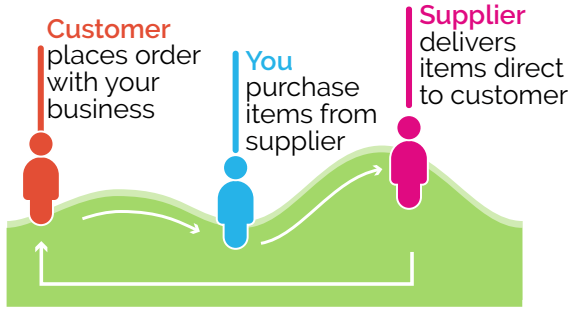 Customer
places order
with your
business
You
purchase
items from
supplier
Supplier
delivers
items direct
to customer